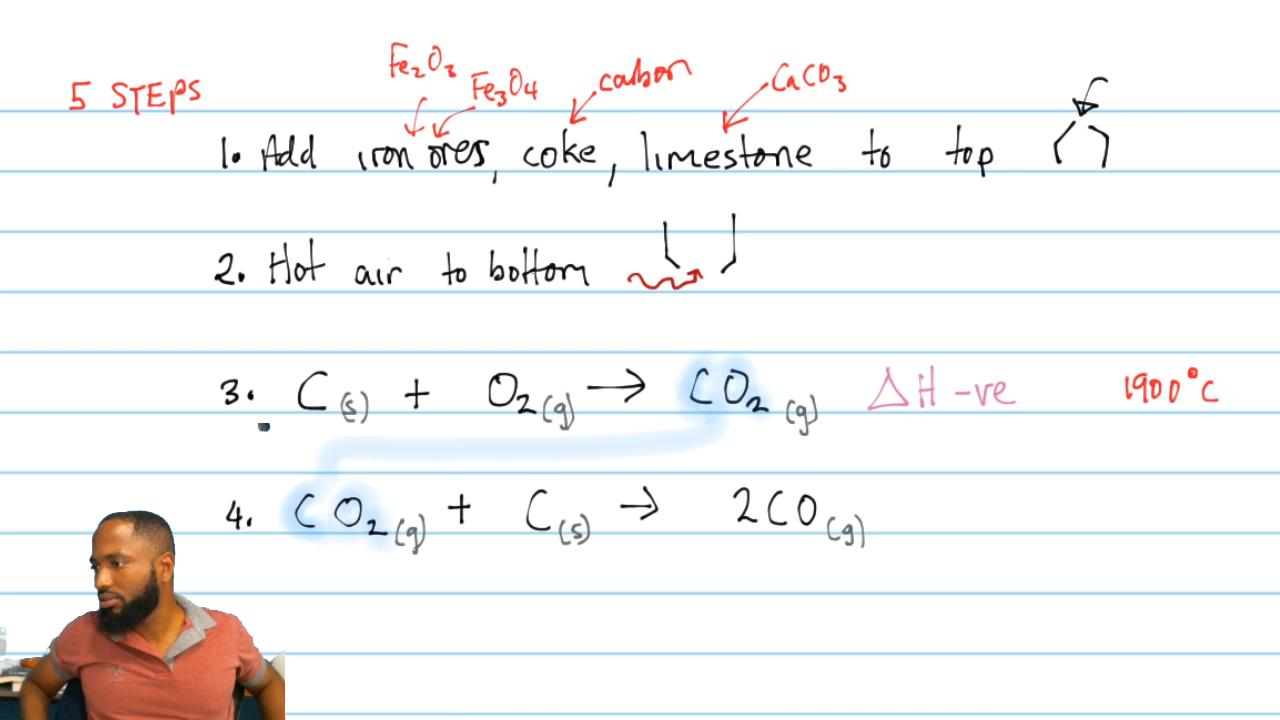 Fe₂O₃
Fe₃O₄
carbon
CaCO₃
5 STEPS
1. Add iron ores, coke, limestone to top
2. Hot air to bottom
3. C(s) + O₂(g) → CO₂(g) ΔH -ve 1900°C
4. CO₂(g) + C(s) → 2CO(g)